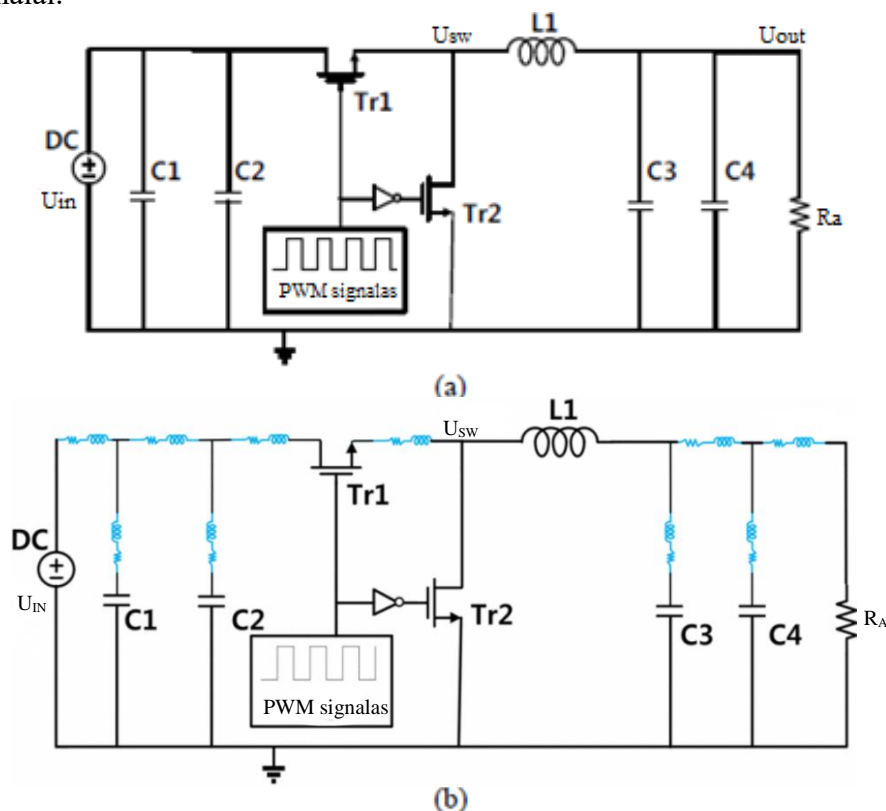 Usw
L1
Uout
Tr1
DC
C1
C2
C3
C4
Uin
Tr2
Ra
PWM signalas
(a)
L1
USW
Tr1
DC
UIN
C1
C2
Tr2
C3
C4
RA
PWM signalas
(b)